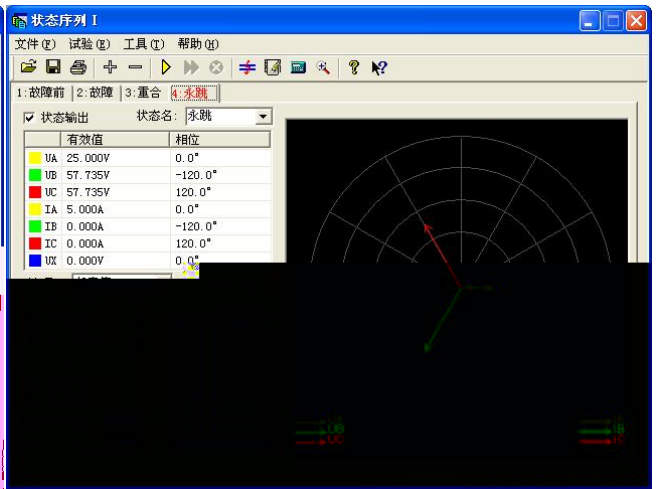 状态序列 I
文件(F) 试验(E) 工具(T) 帮助(H)
1:故障前 2:故障 3:重合 4:永跳
状态输出 状态名: 永跳
有效值 相位
UA 25.000V 0.0°
UB 57.735V -120.0°
UC 57.735V 120.0°
IA 5.000A 0.0°
IB 0.000A -120.0°
IC 0.000A 120.0°
UX 0.000V 0.0°
UB IB
UC IC